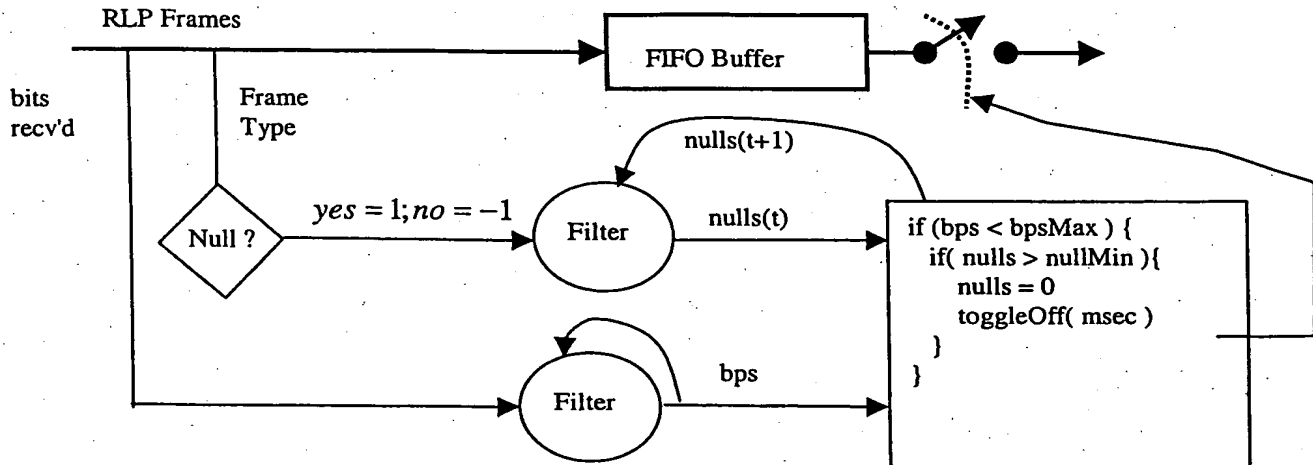 RLP Frames
FIFO Buffer
bits
recv'd
Frame
Type
nulls(t+1)
Null ?
yes = 1; no = −1
Filter
nulls(t)
if (bps < bpsMax ) {
if( nulls > nullMin ){
nulls = 0
toggleOff( msec )
}
}
Filter
bps